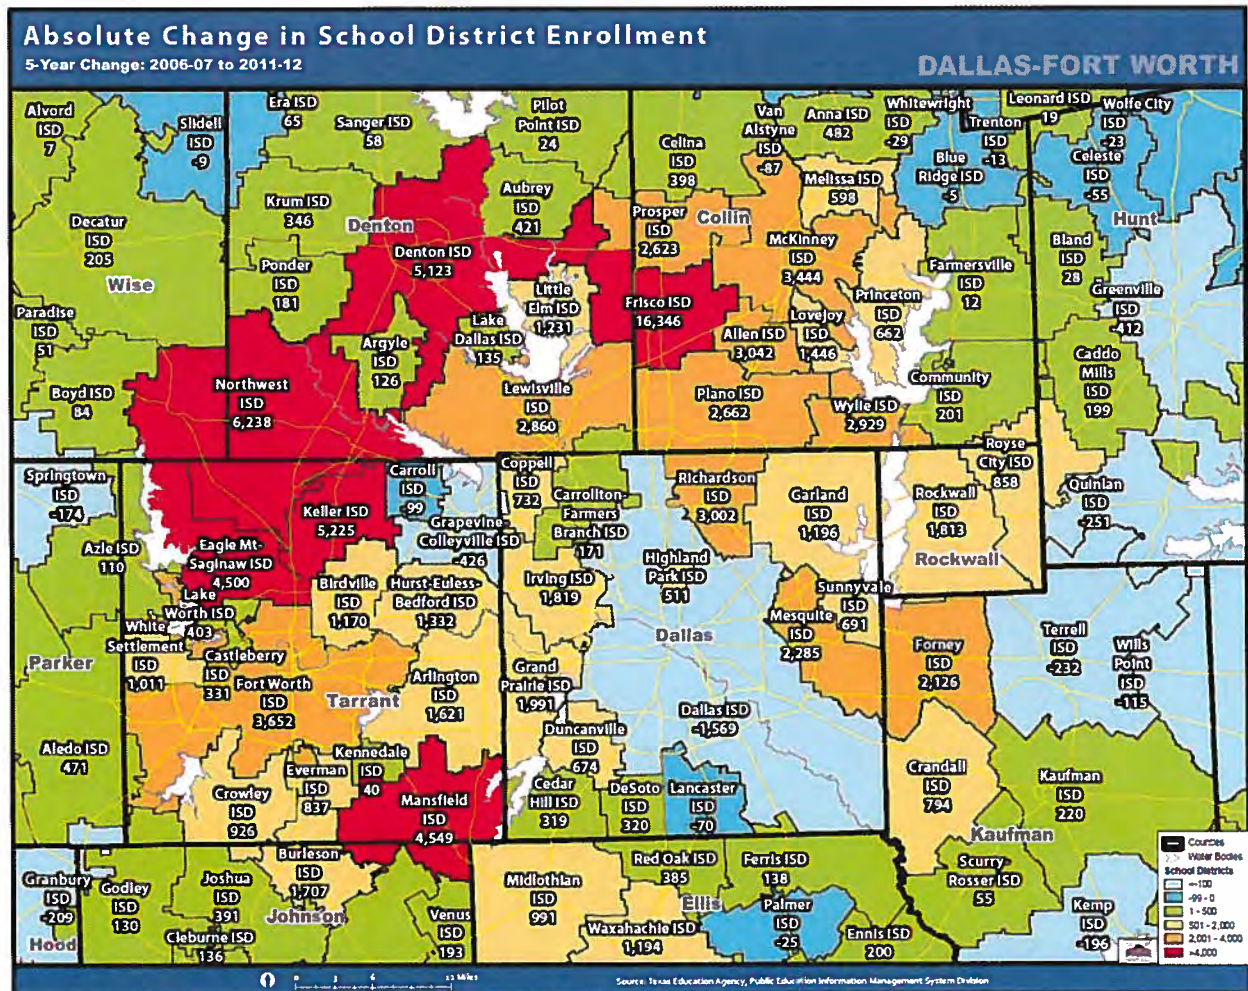 Absolute Change in School District Enrollment
5-Year Change: 2006-07 to 2011-12
DALLAS-FORT WORTH
Alvord
ISD
7
Slidell
ISD
-9
Era ISD
65
Sanger ISD
58
Pilot
Point ISD
24
Celina
ISD
398
Van
Alstyne
ISD
-87
Anna ISD
482
Whitewright
ISD
-29
Trenton
ISD
-13
Leonard ISD
19
Wolfe City
ISD
-23
Blue
Ridge ISD
-5
Celeste
ISD
-55
Hunt
Decatur
ISD
205
Wise
Krum ISD
346
Denton
Aubrey
ISD
421
Melissa ISD
598
Prosper
ISD
2,623
Collin
McKinney
ISD
3,444
Bland
ISD
28
Denton ISD
5,123
Ponder
ISD
181
Little
Elm ISD
1,231
Frisco ISD
16,346
Princeton
ISD
662
Farmersville
ISD
12
Greenville
ISD
-412
Paradise
ISD
51
Lake
Dallas ISD
135
Argyle
ISD
126
Allen ISD
3,042
Lovejoy
ISD
1,446
Caddo
Mills
ISD
199
Boyd ISD
84
Northwest
ISD
6,238
Lewisville
ISD
2,860
Plano ISD
2,662
Wylie ISD
2,929
Community
ISD
201
Royse
City ISD
858
Springtown
ISD
-174
Carroll
ISD
-99
Coppell
ISD
732
Richardson
ISD
3,002
Garland
ISD
1,196
Rockwall
ISD
1,813
Rockwall
Quinlan
ISD
-251
Keller ISD
5,225
Grapevine-
Colleyville ISD
-426
Carrollton-
Farmers
Branch ISD
171
Azle ISD
110
Eagle Mt-
Saginaw ISD
4,500
Birdville
ISD
1,170
Hurst-Euless-
Bedford ISD
1,332
Irving ISD
1,819
Highland
Park ISD
511
Sunnyvale
ISD
691
Mesquite
ISD
2,285
Lake
Worth ISD
403
White
Settlement
ISD
1,011
Castleberry
ISD
331
Parker
Fort Worth
ISD
3,652
Tarrant
Arlington
ISD
1,621
Grand
Prairie ISD
1,991
Dallas
Dallas ISD
-1,569
Forney
ISD
2,126
Terrell
ISD
-232
Wills
Point
ISD
-115
Aledo ISD
471
Duncanville
ISD
674
Kennedale
ISD
40
Everman
ISD
837
Crowley
ISD
926
Mansfield
ISD
4,549
Cedar
Hill ISD
319
DeSoto
ISD
320
Lancaster
ISD
-70
Crandall
ISD
794
Kaufman
ISD
220
Kaufman
Granbury
ISD
-209
Hood
Godley
ISD
130
Joshua
ISD
391
Burleson
ISD
1,707
Johnson
Cleburne ISD
136
Venus
ISD
193
Midlothian
ISD
991
Red Oak ISD
385
Ferris ISD
138
Ellis
Waxahachie ISD
1,194
Palmer
ISD
-25
Ennis ISD
200
Scurry
Rosser ISD
55
Kemp
ISD
-196
Counties
Water Bodies
School Districts
<-100
-99 - 0
1 - 500
501 - 2,000
2,001 - 4,000
>4,000
0 3 6 12 Miles
Source: Texas Education Agency, Public Education Information Management System Division